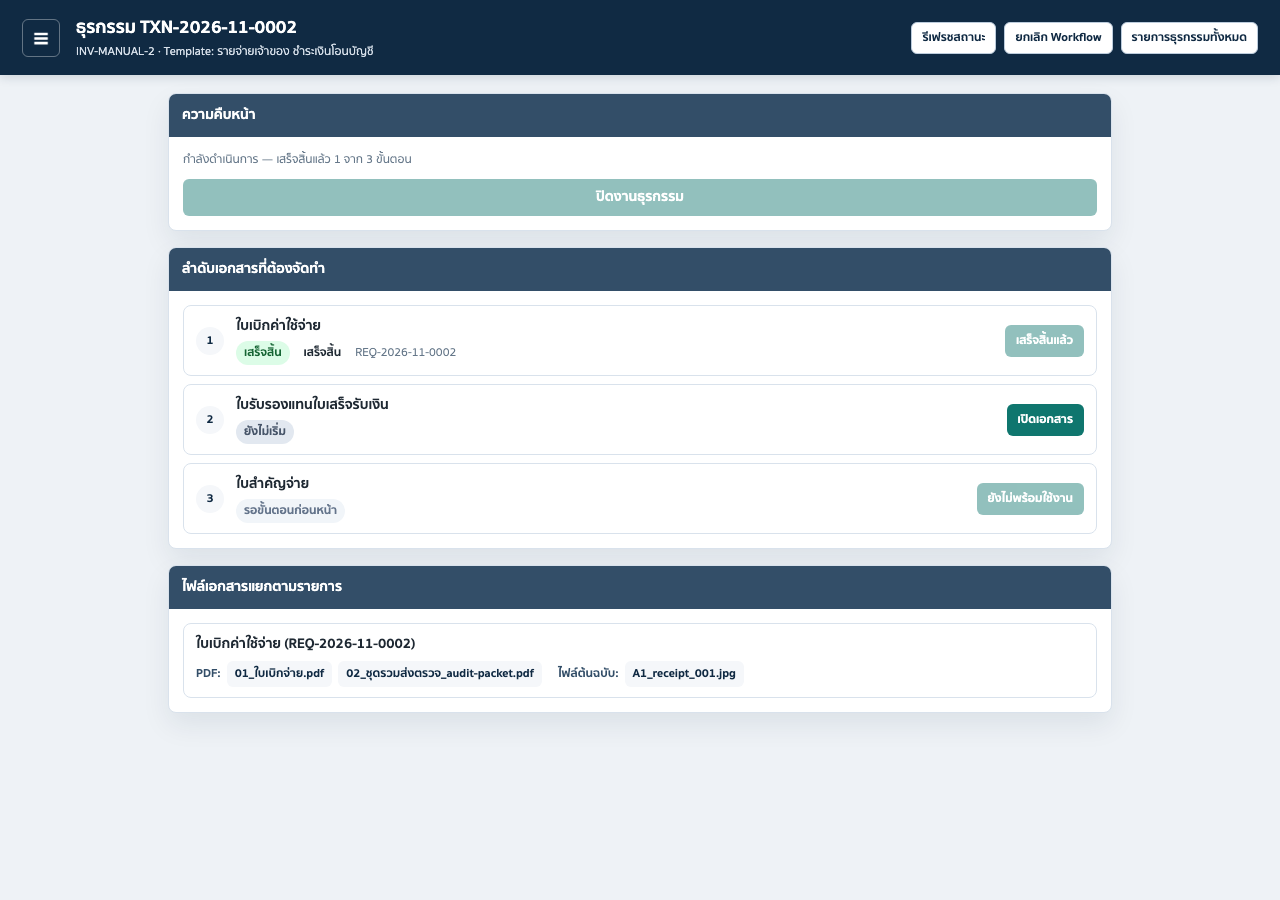 ธุรกรรม TXN-2026-11-0002
INV-MANUAL-2 · Template: รายจ่ายเจ้าของ ชำระเงินโอนบัญชี
รีเฟรชสถานะ
ยกเลิก Workflow
รายการธุรกรรมทั้งหมด
ความคืบหน้า
กำลังดำเนินการ — เสร็จสิ้นแล้ว 1 จาก 3 ขั้นตอน
ปิดงานธุรกรรม
ลำดับเอกสารที่ต้องจัดทำ
1
ใบเบิกค่าใช้จ่าย
เสร็จสิ้น เสร็จสิ้น REQ-2026-11-0002
เสร็จสิ้นแล้ว
2
ใบรับรองแทนใบเสร็จรับเงิน
ยังไม่เริ่ม
เปิดเอกสาร
3
ใบสำคัญจ่าย
รอขั้นตอนก่อนหน้า
ยังไม่พร้อมใช้งาน
ไฟล์เอกสารแยกตามรายการ
ใบเบิกค่าใช้จ่าย (REQ-2026-11-0002)
PDF: 01_ใบเบิกจ่าย.pdf 02_ชุดรวมส่งตรวจ_audit-packet.pdf ไฟล์ต้นฉบับ: A1_receipt_001.jpg